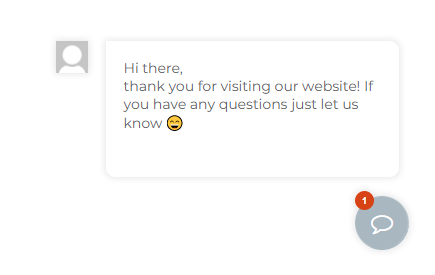 Hi there,
thank you for visiting our website! If
you have any questions just let us
know 😄
1